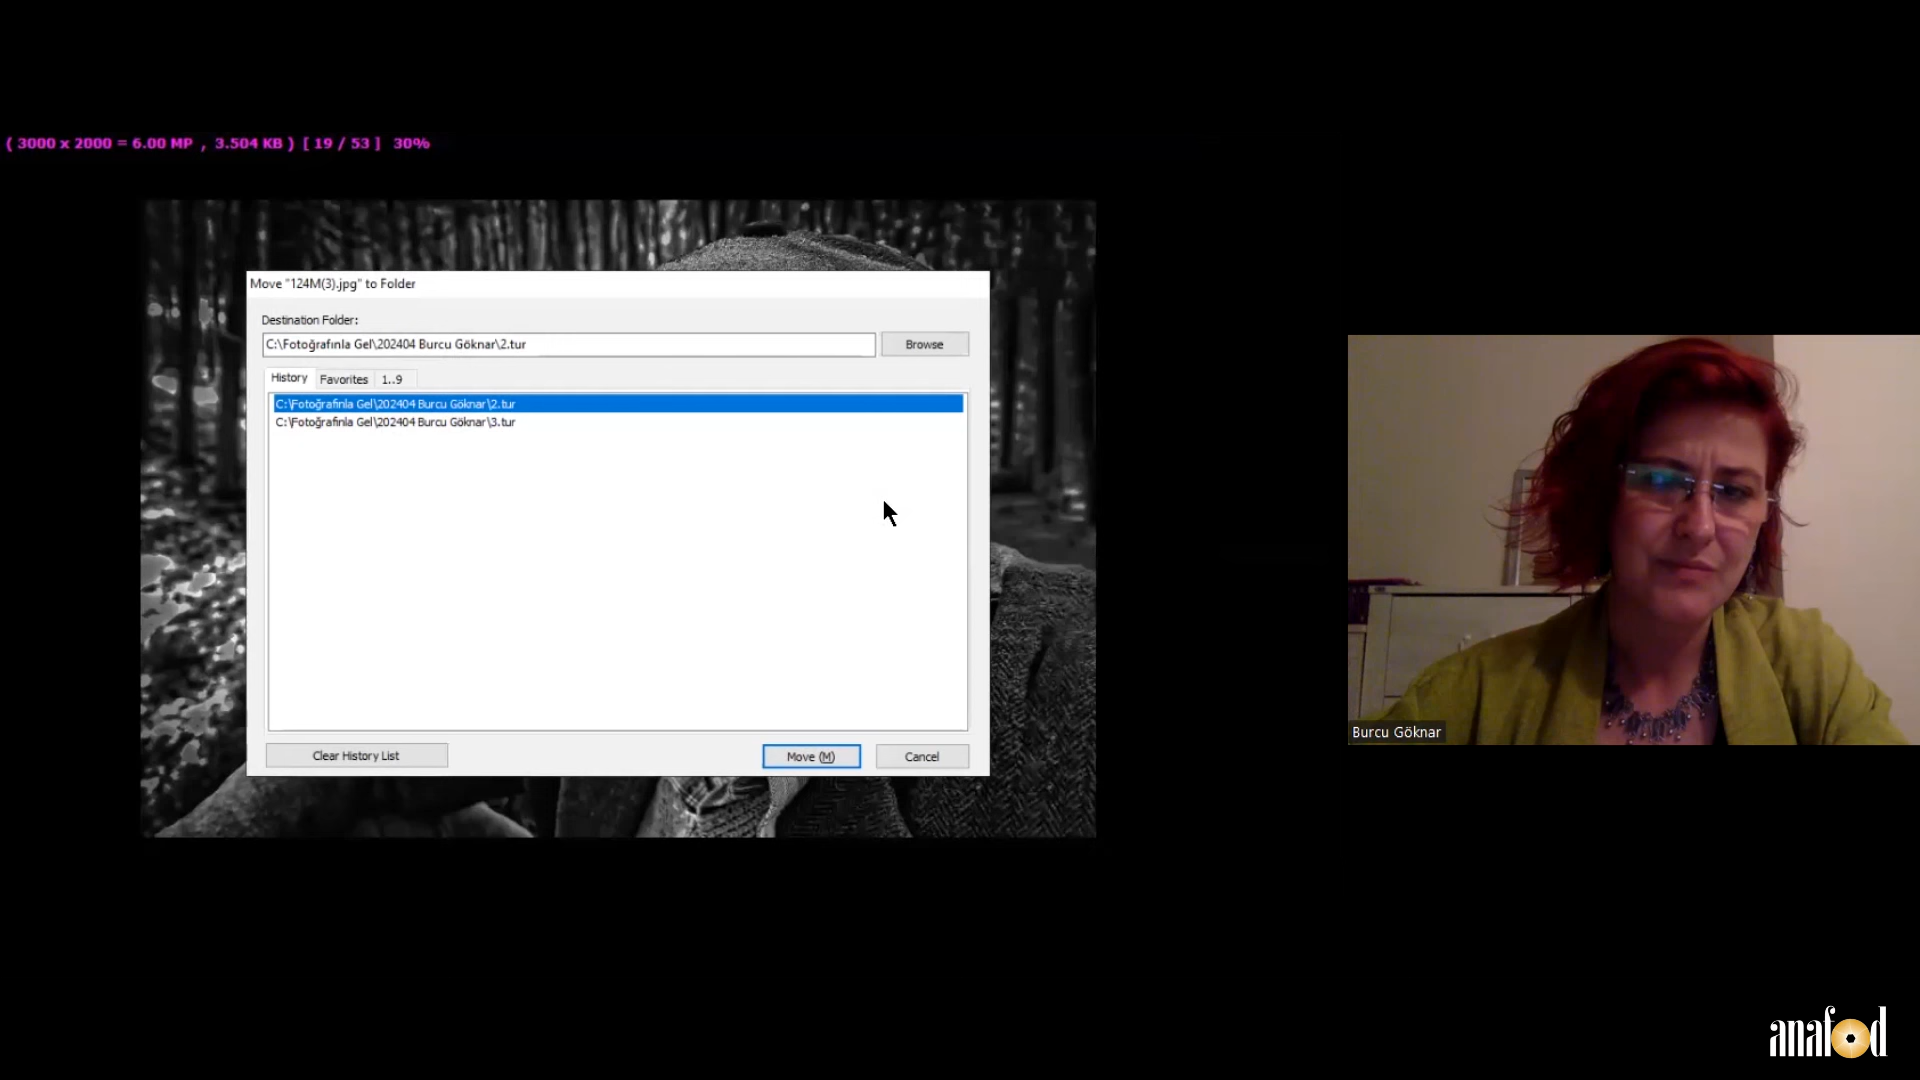 ( 3000 x 2000 = 6.00 MP , 3.504 KB ) [ 19 / 53 ] 30%
Move "124M(3).jpg" to Folder
Destination Folder:
C:\Fotoğrafınla Gel\202404 Burcu Göknar\2.tur
Browse
History Favorites 1..9
C:\Fotoğrafınla Gel\202404 Burcu Göknar\2.tur
C:\Fotoğrafınla Gel\202404 Burcu Göknar\3.tur
Clear History List
Move (M)
Cancel
Burcu Göknar
anafod